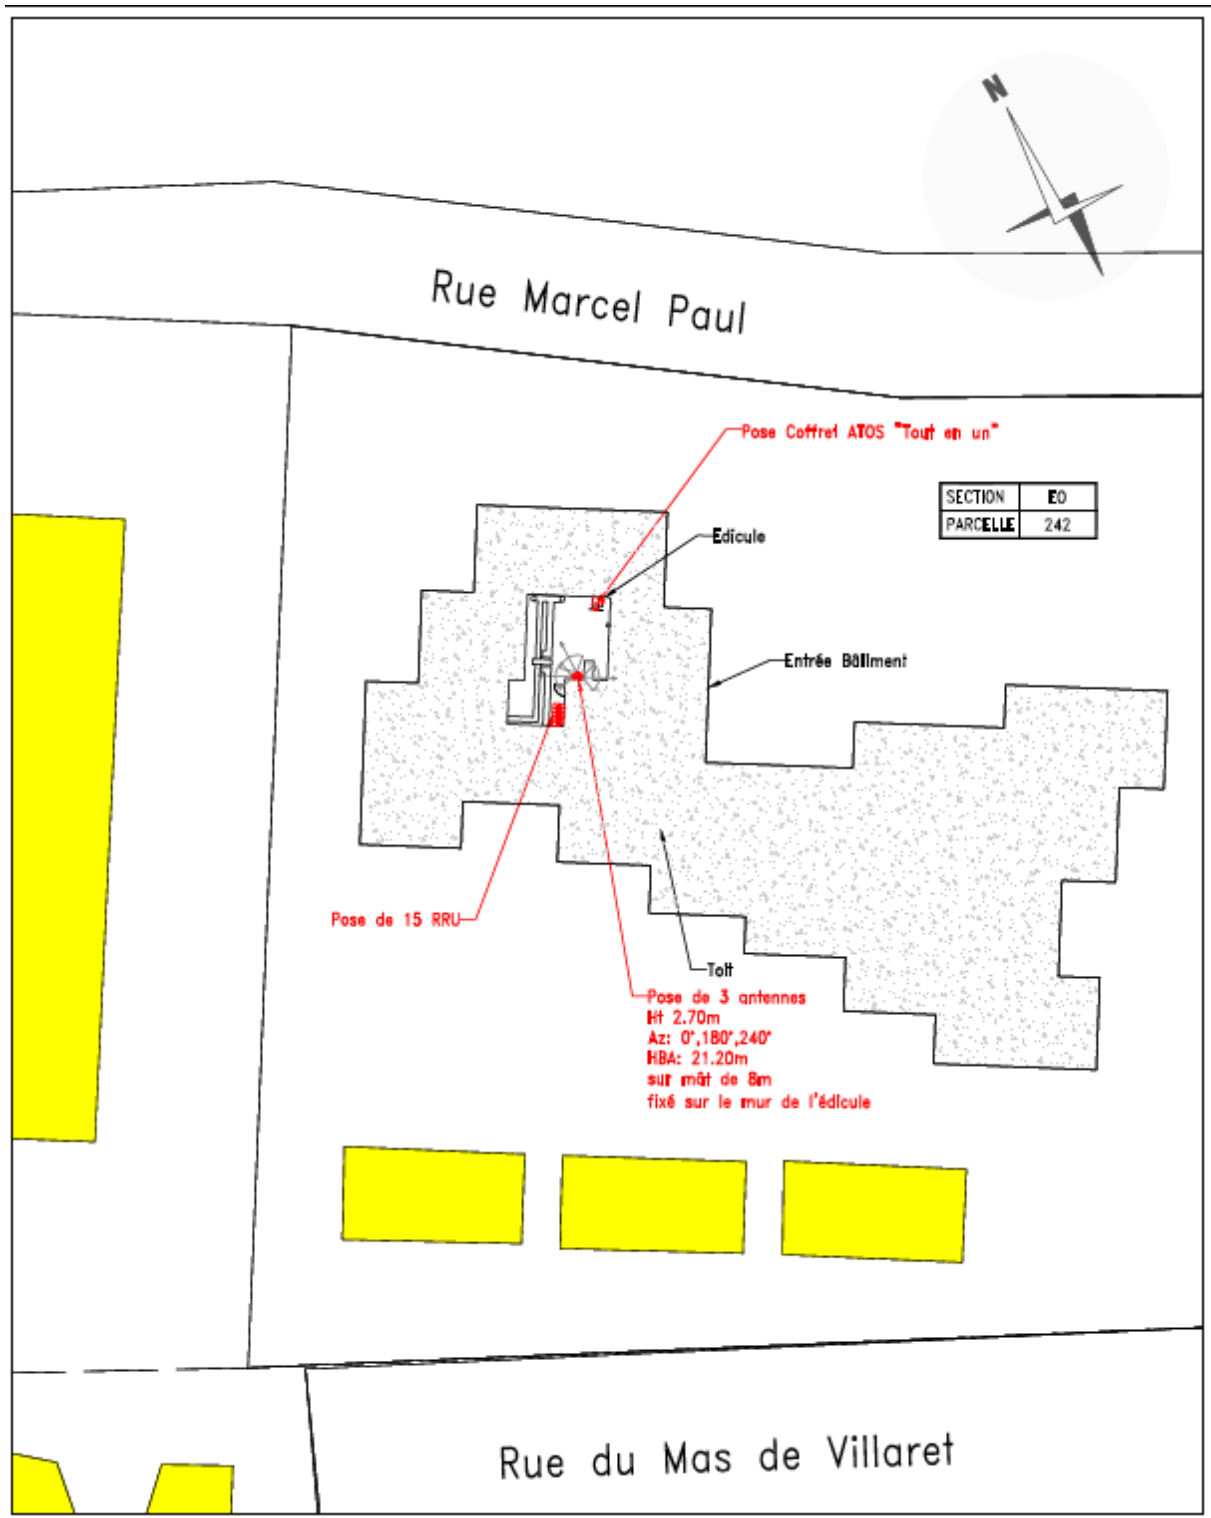 N
Rue Marcel Paul
Pose Coffret ATOS "Tout en un"
SECTION EO
PARCELLE 242
Edicule
Entrée Bâtiment
Pose de 15 RRU
Toit
Pose de 3 antennes
Ht 2.70m
Az: 0°,180°,240°
HBA: 21.20m
sur mât de 8m
fixé sur le mur de l'édicule
Rue du Mas de Villaret